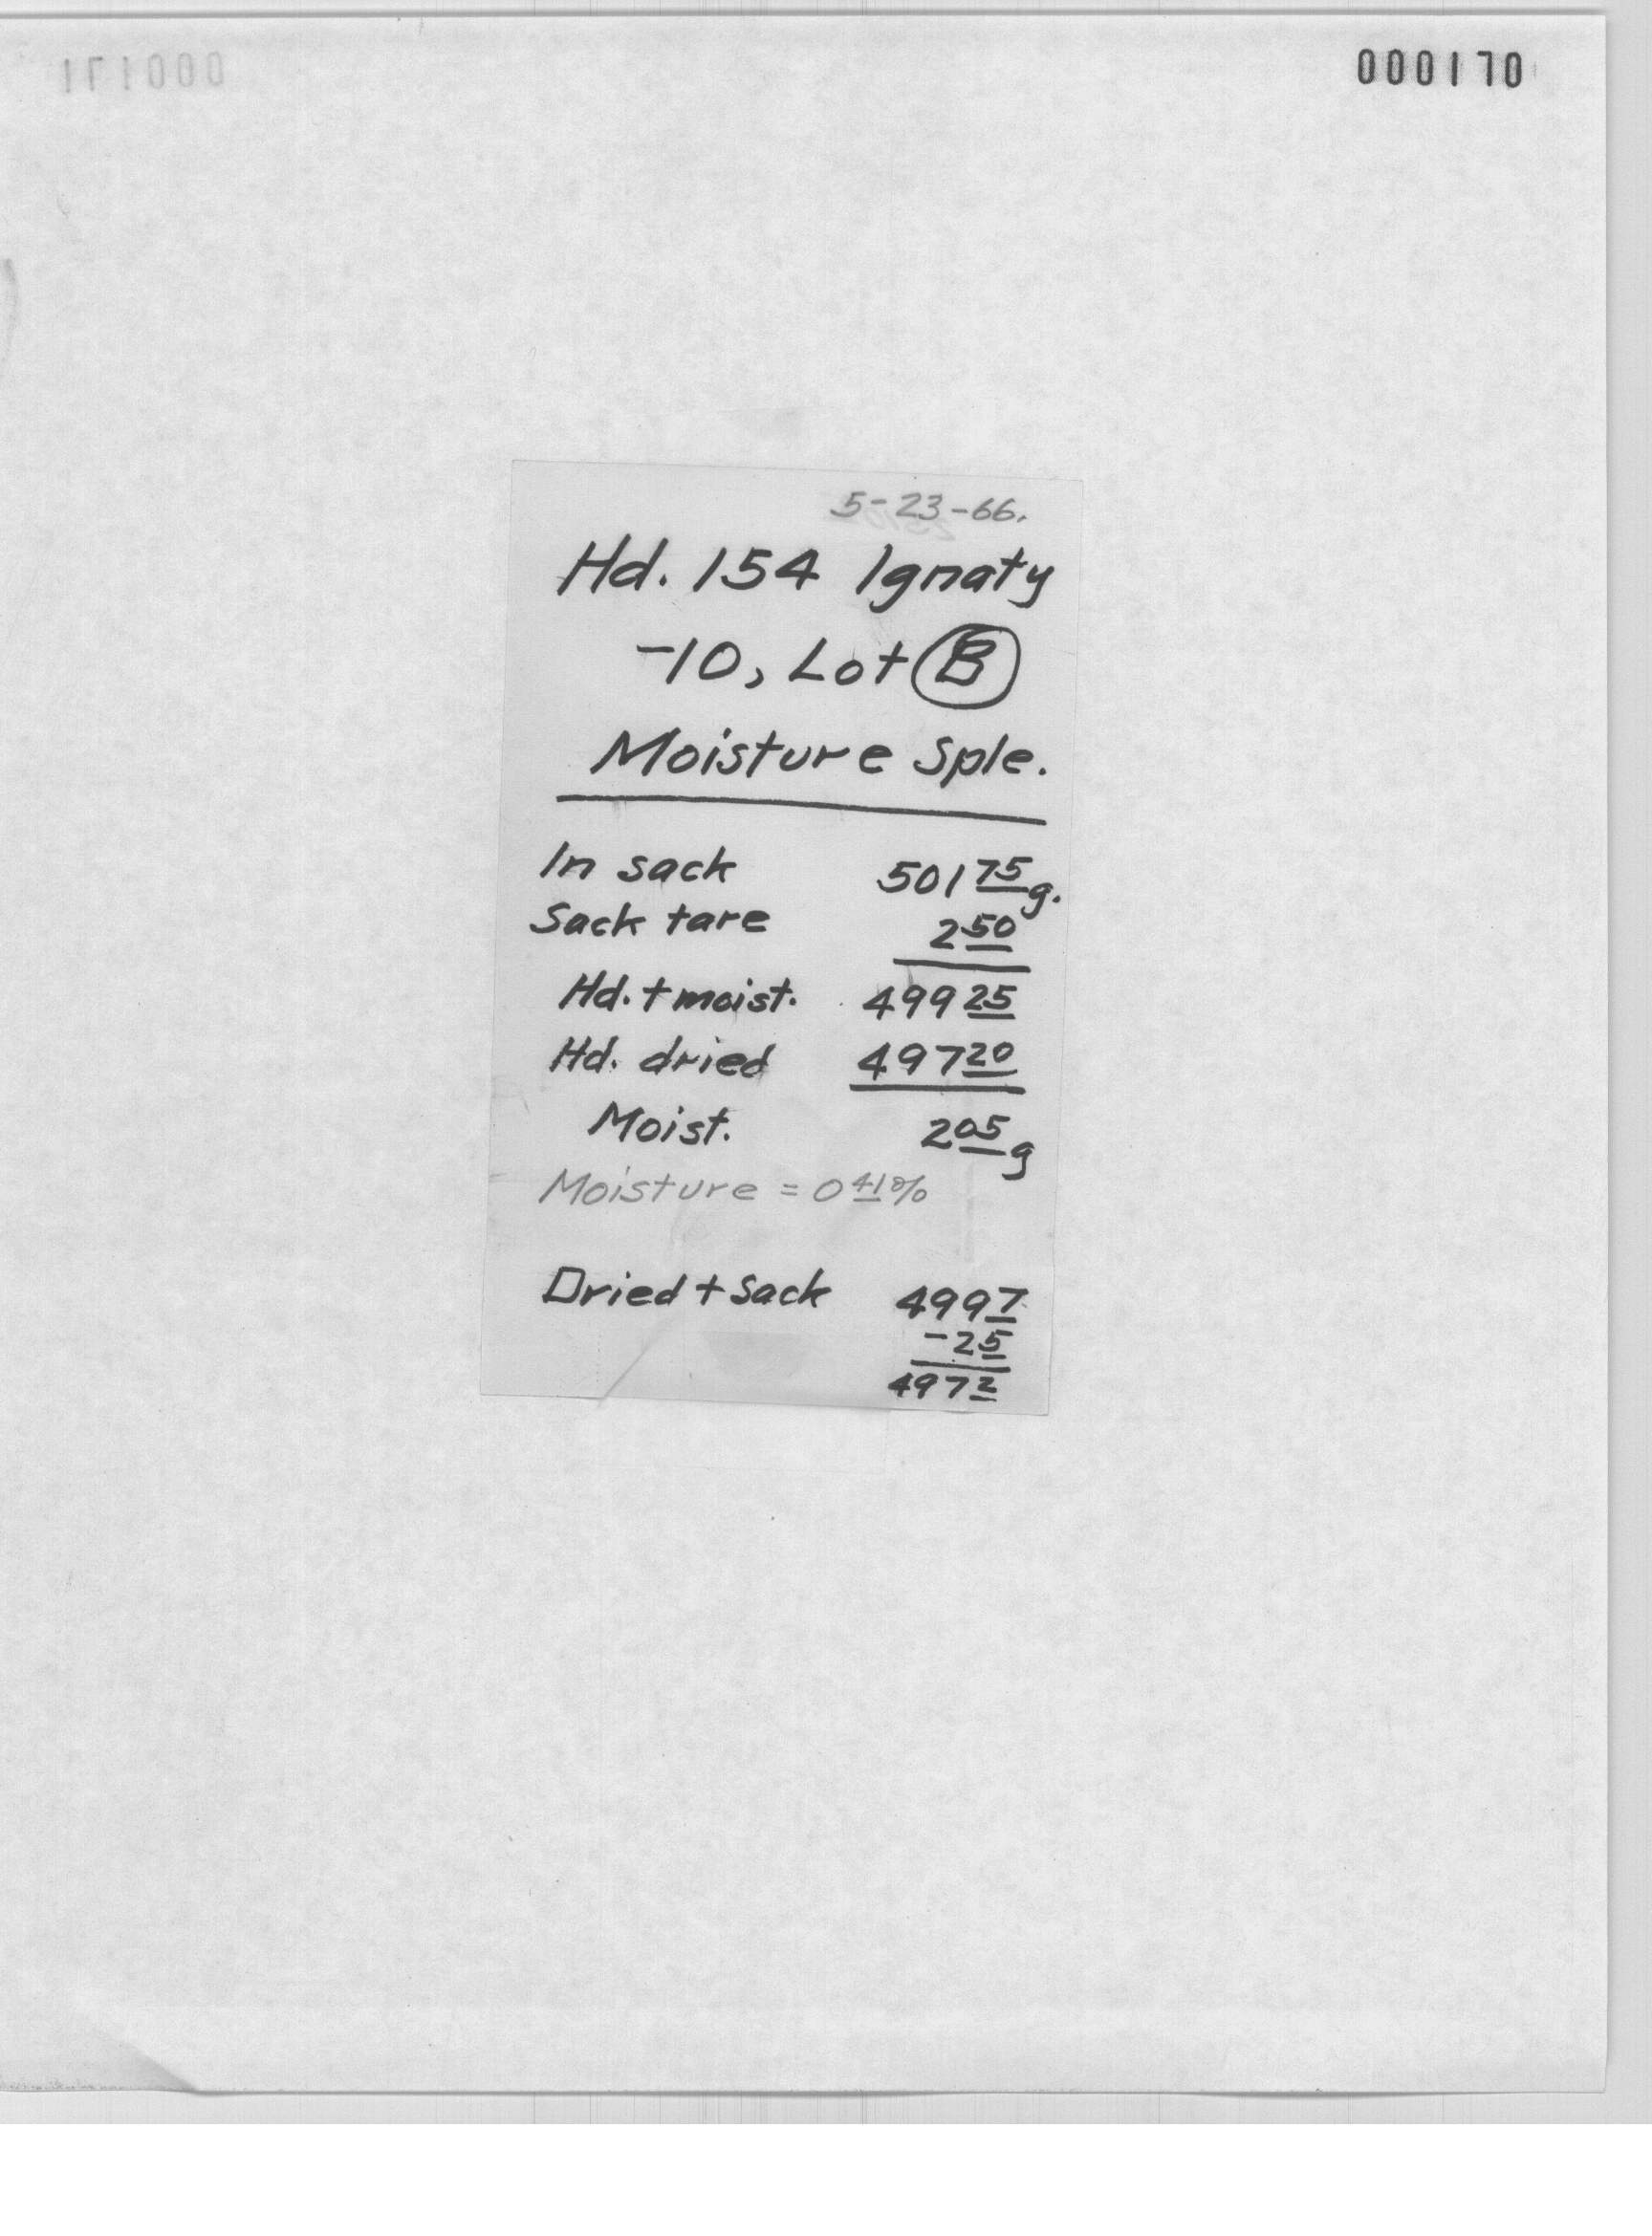 000170
5-23-66.
Hd. 154 Ignaty
-10, Lot B
Moisture Sple.
In sack 501 75 g.
Sack tare 2 50
Hd. + moist. 499 25
Hd. dried 497 20
Moist. 2 05 g
Moisture = 0 41%
Dried + Sack 499 7
-2 5
497 2